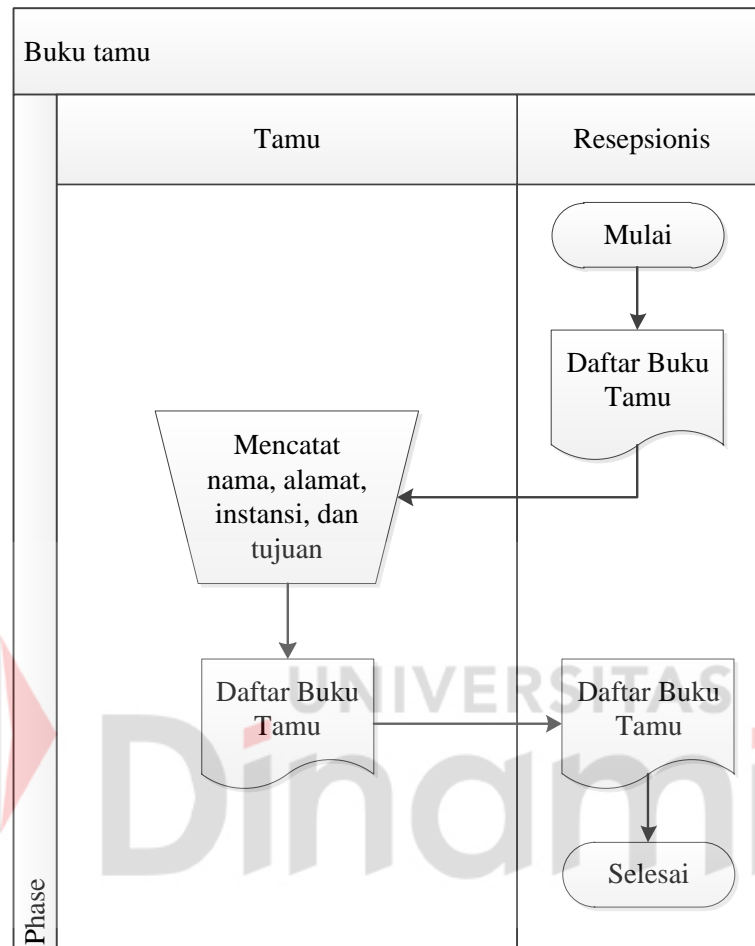 Buku tamu
Tamu
Resepsionis
Mulai
Daftar Buku
Tamu
Mencatat
nama, alamat,
instansi, dan
tujuan
Daftar Buku
Tamu
Daftar Buku
Tamu
Selesai
Phase
UNIVERSITAS
Dinami